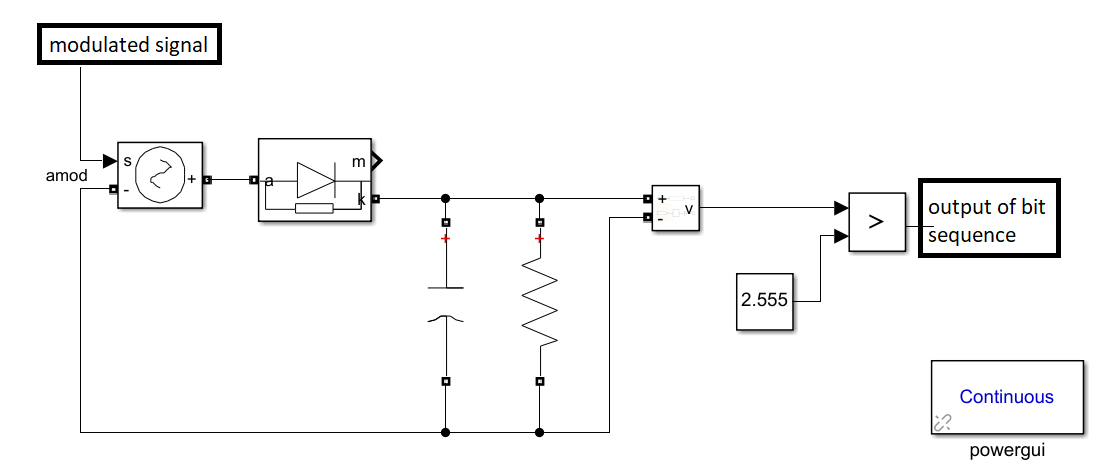 modulated signal
s
amod
-
+
a
m
k
+
+
+
-
v
>
output of bit
sequence
2.555
Continuous
powergui